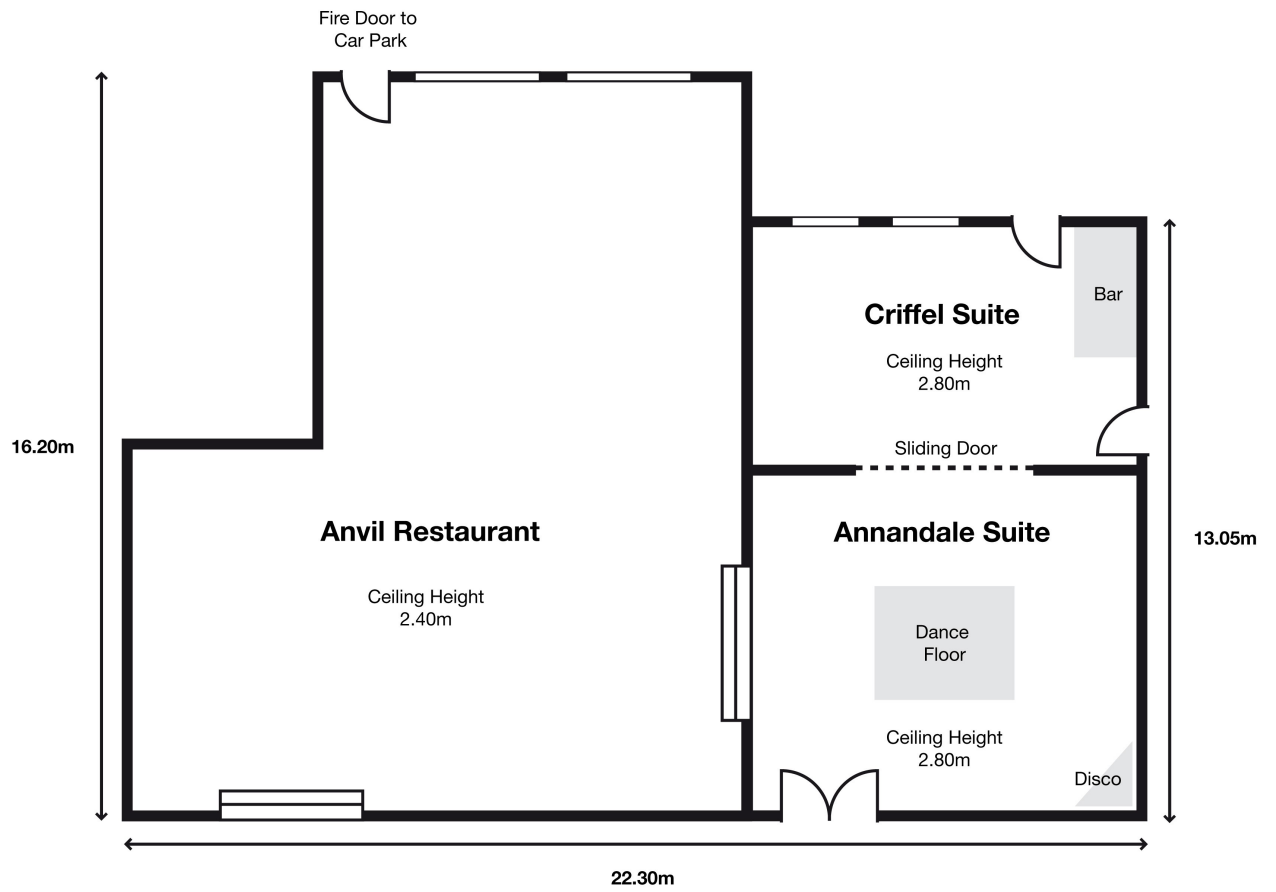 Fire Door to
Car Park
Bar
Criffel Suite
Ceiling Height
2.80m
16.20m
Sliding Door
Anvil Restaurant
Annandale Suite
13.05m
Ceiling Height
2.40m
Dance
Floor
Ceiling Height
2.80m
Disco
22.30m